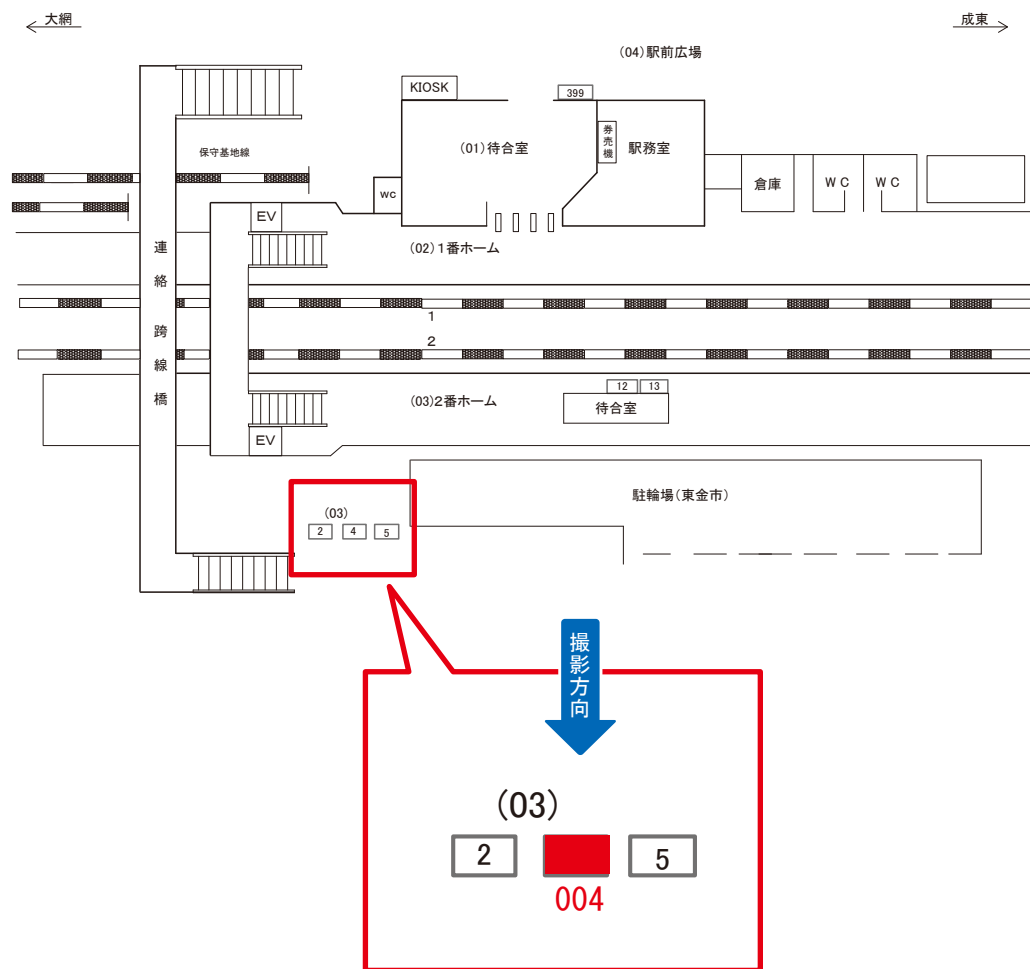 大網
成東
(04)駅前広場
KIOSK
399
(01)待合室
券売機
駅務室
保守基地線
wc
倉庫
ＷＣ
ＷＣ
EV
(02)1番ホーム
連絡跨線橋
1
2
(03)2番ホーム
12
13
待合室
EV
駐輪場(東金市)
(03)
2
4
5
撮影方向
(03)
2
5
004